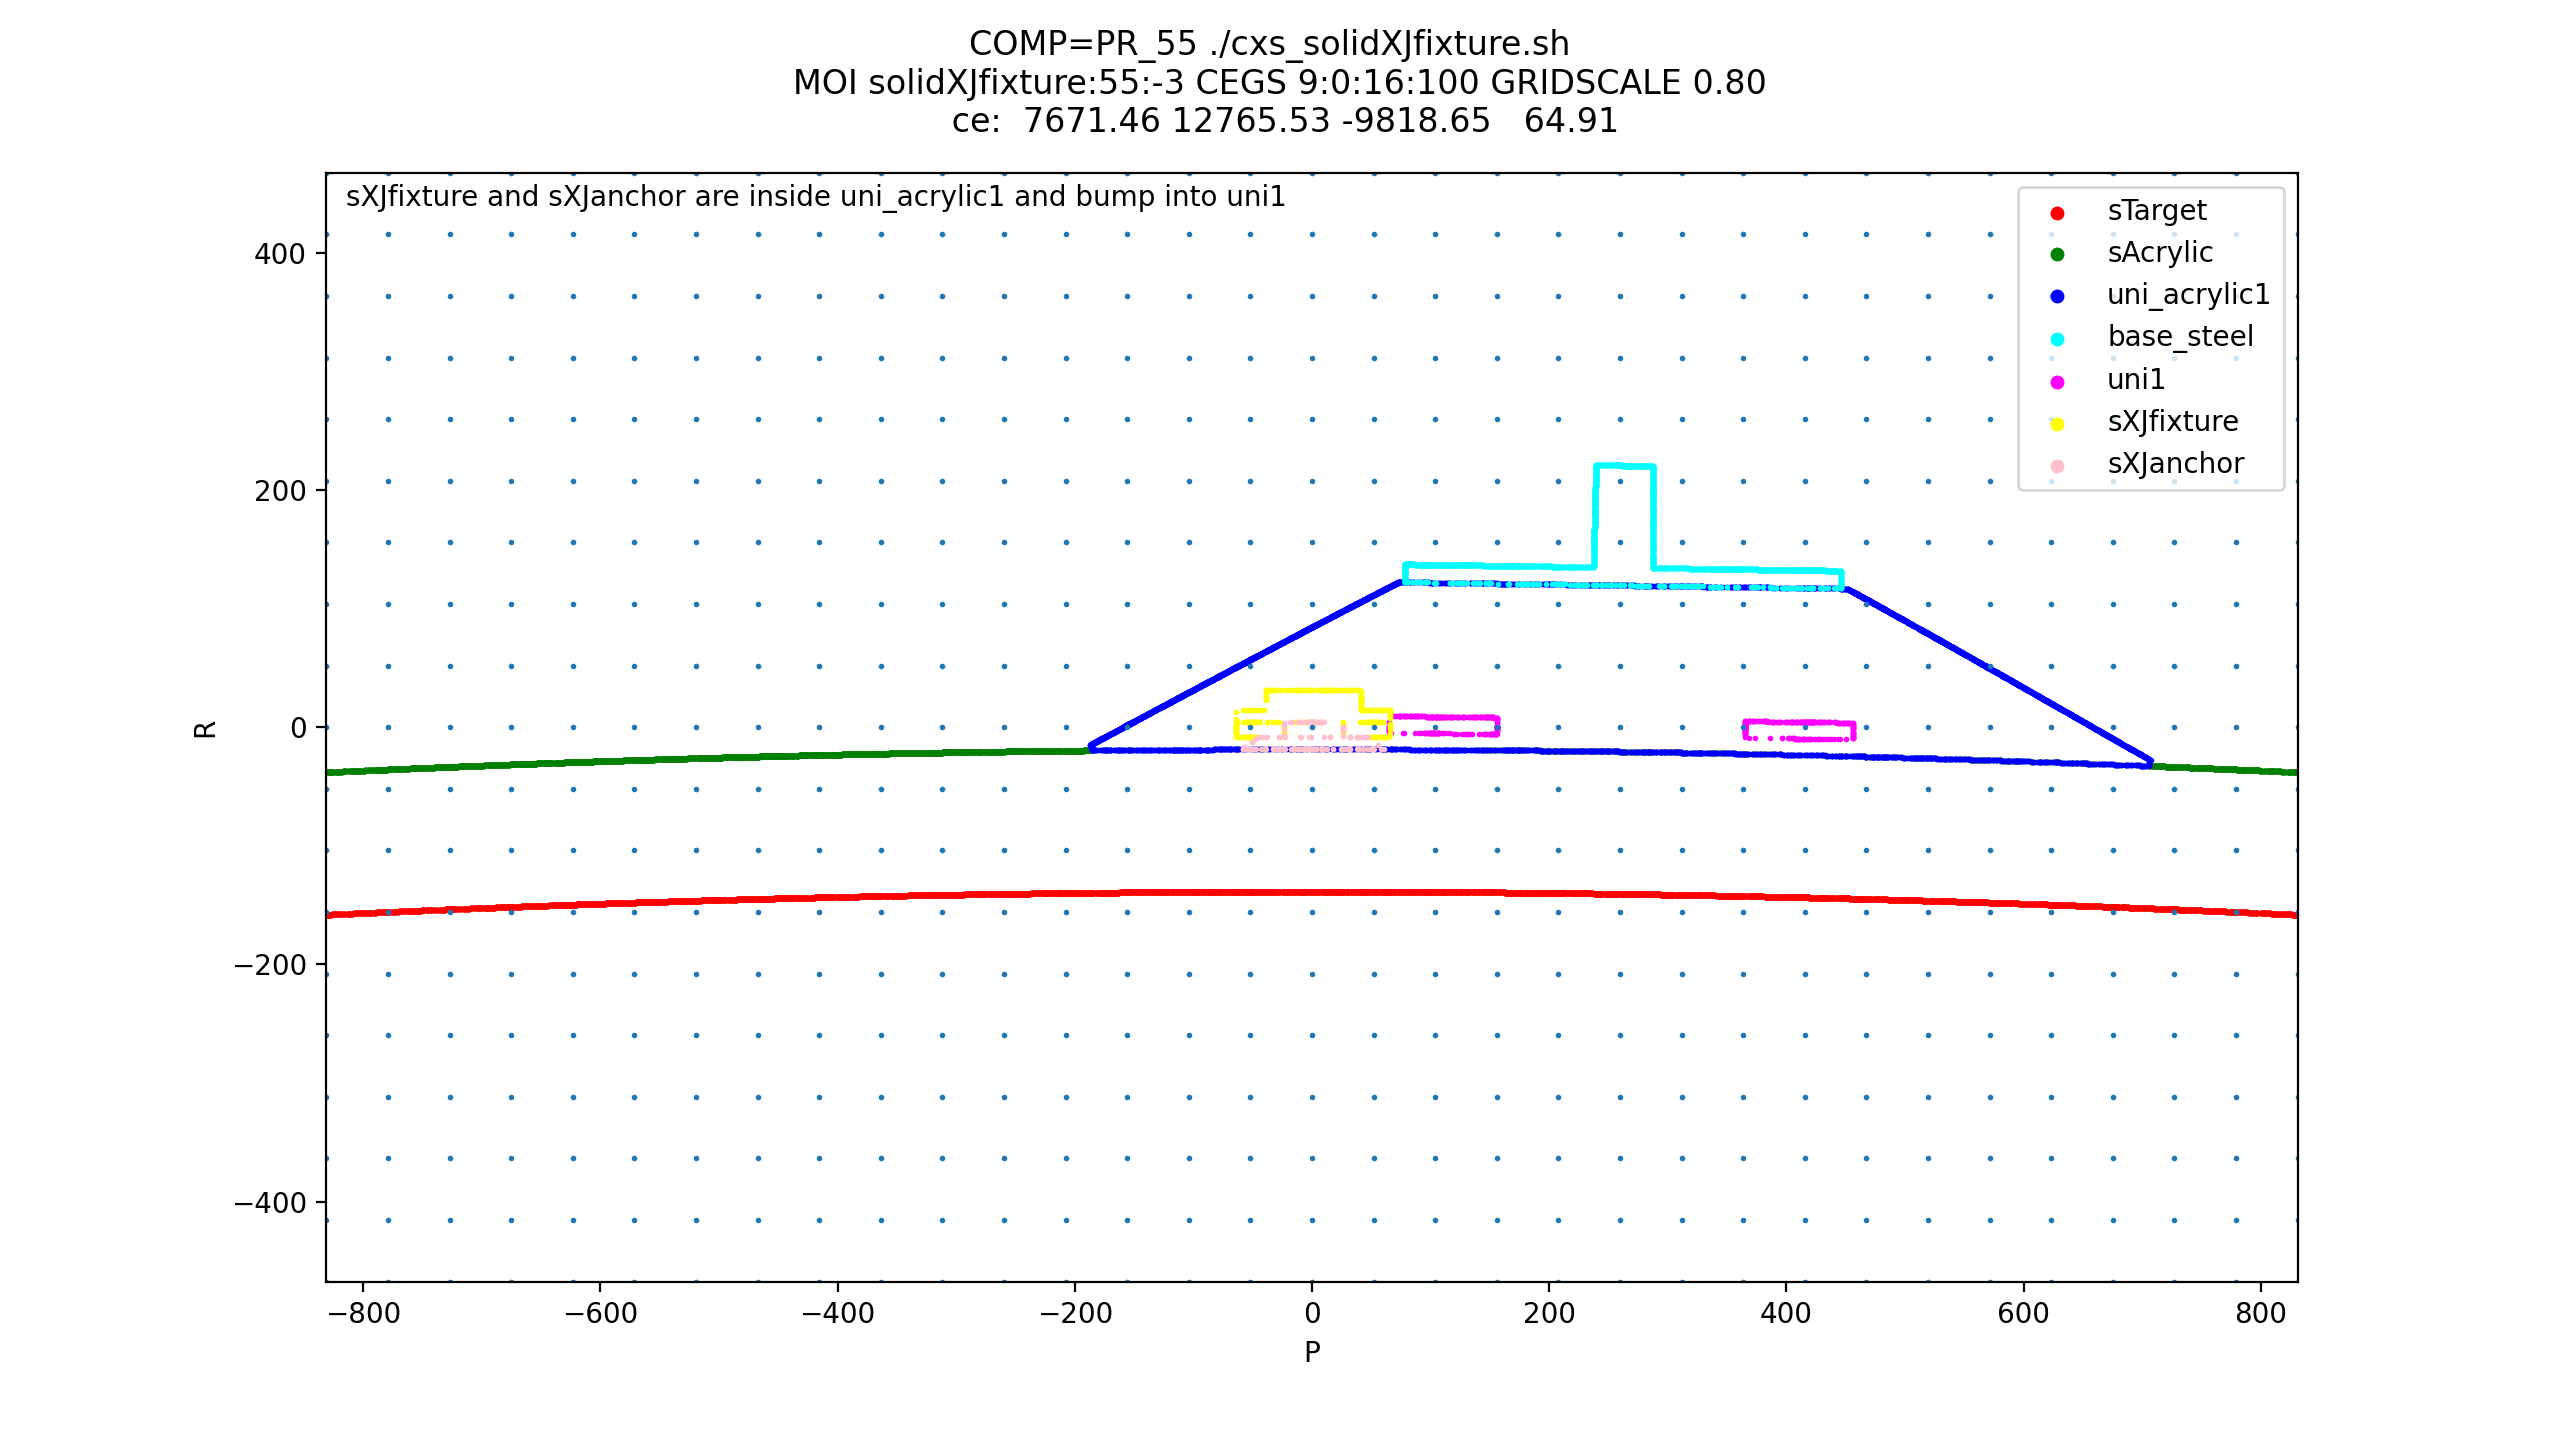 COMP=PR_55 ./cxs_solidXJfixture.sh
MOI solidXJfixture:55:-3 CEGS 9:0:16:100 GRIDSCALE 0.80
ce:  7671.46 12765.53 -9818.65   64.91
sXJfixture and sXJanchor are inside uni_acrylic1 and bump into uni1
sTarget
sAcrylic
uni_acrylic1
base_steel
uni1
sXJfixture
sXJanchor
400
200
0
−200
−400
R
−800 −600 −400 −200 0 200 400 600 800
P